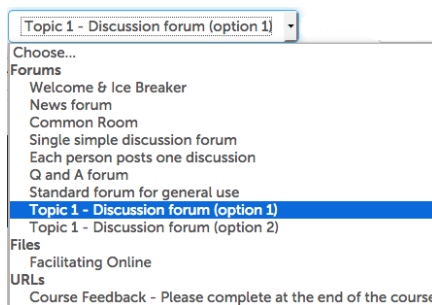 Topic 1 - Discussion forum (option 1)
Choose...
Forums
Welcome & Ice Breaker
News forum
Common Room
Single simple discussion forum
Each person posts one discussion
Q and A forum
Standard forum for general use
Topic 1 - Discussion forum (option 1)
Topic 1 - Discussion forum (option 2)
Files
Facilitating Online
URLs
Course Feedback - Please complete at the end of the course